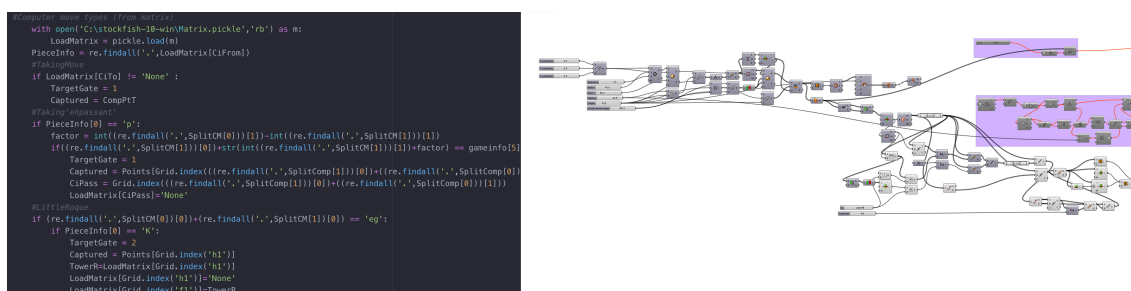 #Computer move types (from matrix)
with open('C:\stockfish-10-win\Matrix.pickle','rb') as m:
LoadMatrix = pickle.load(m)
PieceInfo = re.findall('.',LoadMatrix[CiFrom])
#TakingMove
if LoadMatrix[CiTo] != 'None' :
TargetGate = 1
Captured = CompPtT
#Taking'enpassant'
if PieceInfo[0] == 'p':
factor = int((re.findall('.',SplitCM[0]))[1])-int((re.findall('.',SplitCM[1]))[1])
if((re.findall('.',SplitCM[1]))[0]+str(int((re.findall('.',SplitCM[1]))[1])+factor) == gameinfo[5]
TargetGate = 1
Captured = Points[Grid.index(((re.findall('.',SplitComp[1]))[0])+((re.findall('.',SplitComp[0]
CiPass = Grid.index(((re.findall('.',SplitComp[1]))[0])+((re.findall('.',SplitComp[0]))[1]))
LoadMatrix[CiPass]='None'
#LittleRoque
if (re.findall('.',SplitCM[0])[0])+(re.findall('.',SplitCM[1])[0]) == 'eg':
if PieceInfo[0] == 'K':
TargetGate = 2
Captured = Points[Grid.index('h1')]
TowerR=LoadMatrix[Grid.index('h1')]
LoadMatrix[Grid.index('h1')]='None'
LoadMatrix[Grid.index('f1')]=TowerR